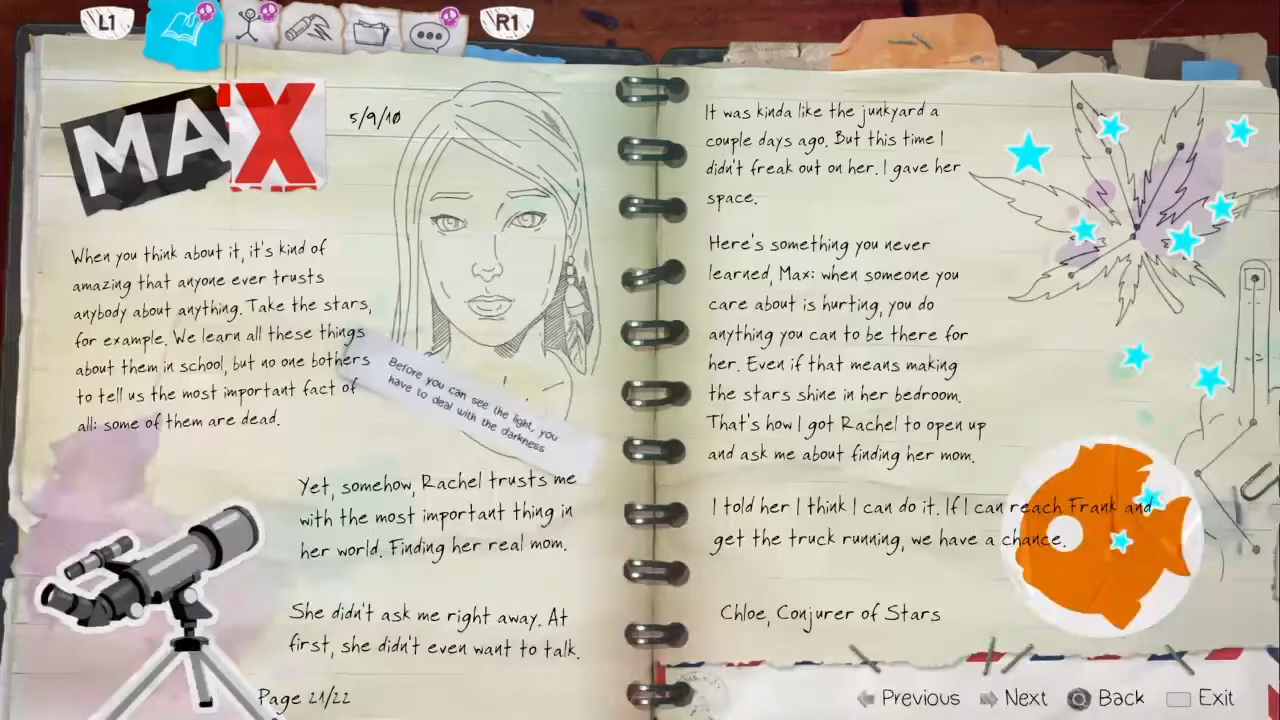 L1
R1
MAX
5/9/10
When you think about it, it's kind of
amazing that anyone ever trusts
anybody about anything. Take the stars,
for example. We learn all these things
about them in school, but no one bothers
to tell us the most important fact of
all: some of them are dead.
Before you can see the light, you
have to deal with the darkness
Yet, somehow, Rachel trusts me
with the most important thing in
her world. Finding her real mom.
She didn't ask me right away. At
first, she didn't even want to talk.
Page 21/22
It was kinda like the junkyard a
couple days ago. But this time I
didn't freak out on her. I gave her
space.
Here's something you never
learned, Max: when someone you
care about is hurting, you do
anything you can to be there for
her. Even if that means making
the stars shine in her bedroom.
That's how I got Rachel to open up
and ask me about finding her mom.
I told her I think I can do it. If I can reach Frank and
get the truck running, we have a chance.
Chloe, Conjurer of Stars
Previous Next Back Exit